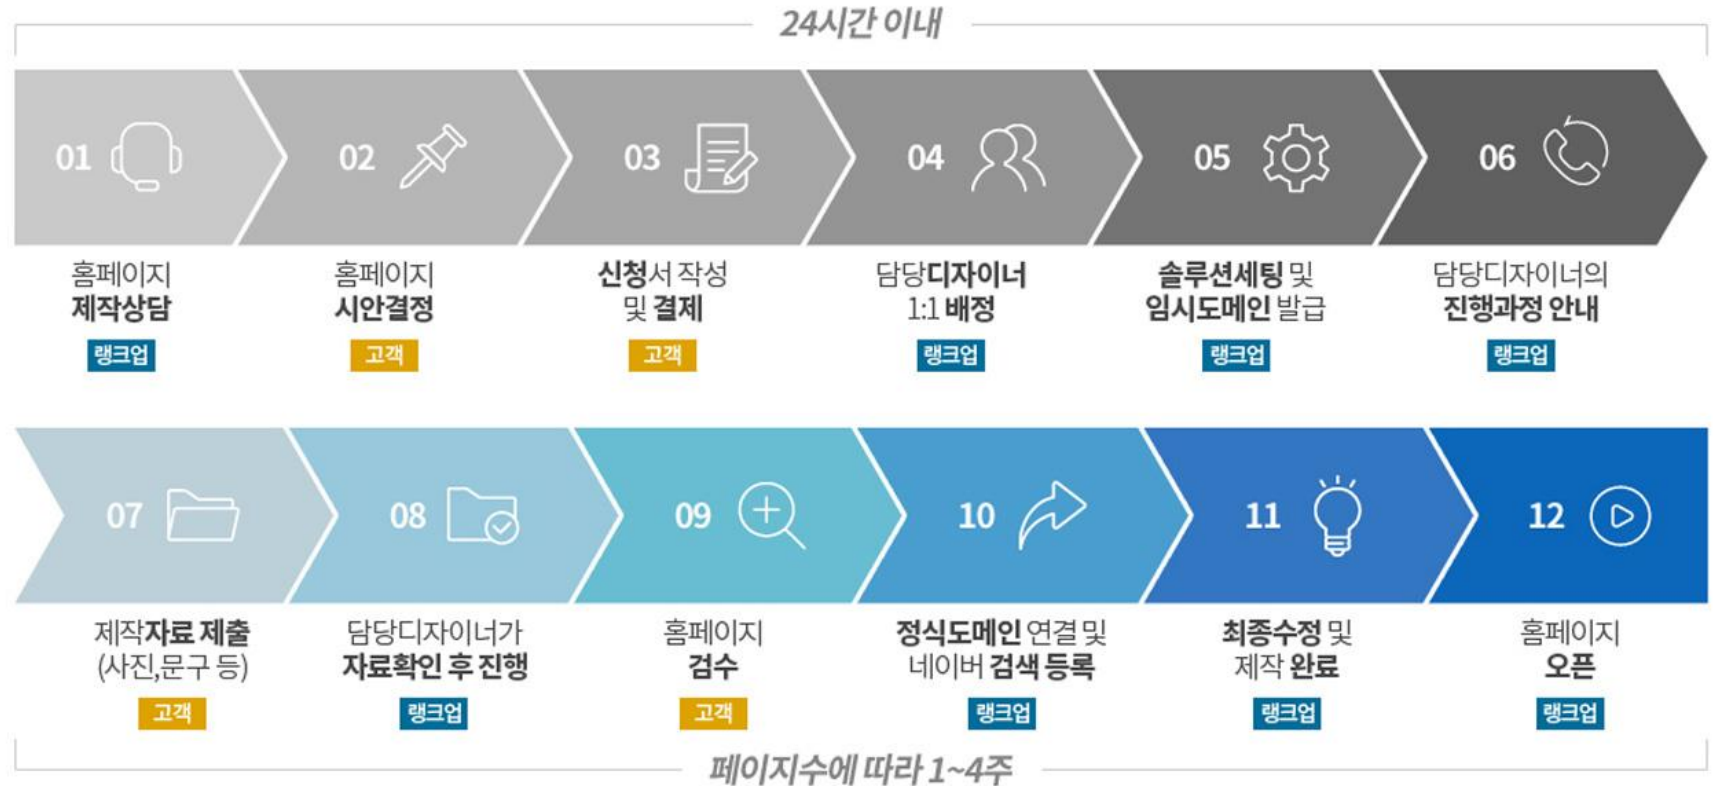 24시간 이내
01
02
03
04
05
06
홈페이지
제작상담
랭크업
홈페이지
시안결정
고객
신청서 작성
및 결제
고객
담당디자이너
1:1 배정
랭크업
솔루션세팅 및
임시도메인 발급
랭크업
담당디자이너의
진행과정 안내
랭크업
07
08
09
10
11
12
제작자료 제출
(사진,문구 등)
고객
담당디자이너가
자료확인 후 진행
랭크업
홈페이지
검수
고객
정식도메인 연결 및
네이버 검색 등록
랭크업
최종수정 및
제작 완료
랭크업
홈페이지
오픈
랭크업
페이지수에 따라 1~4주